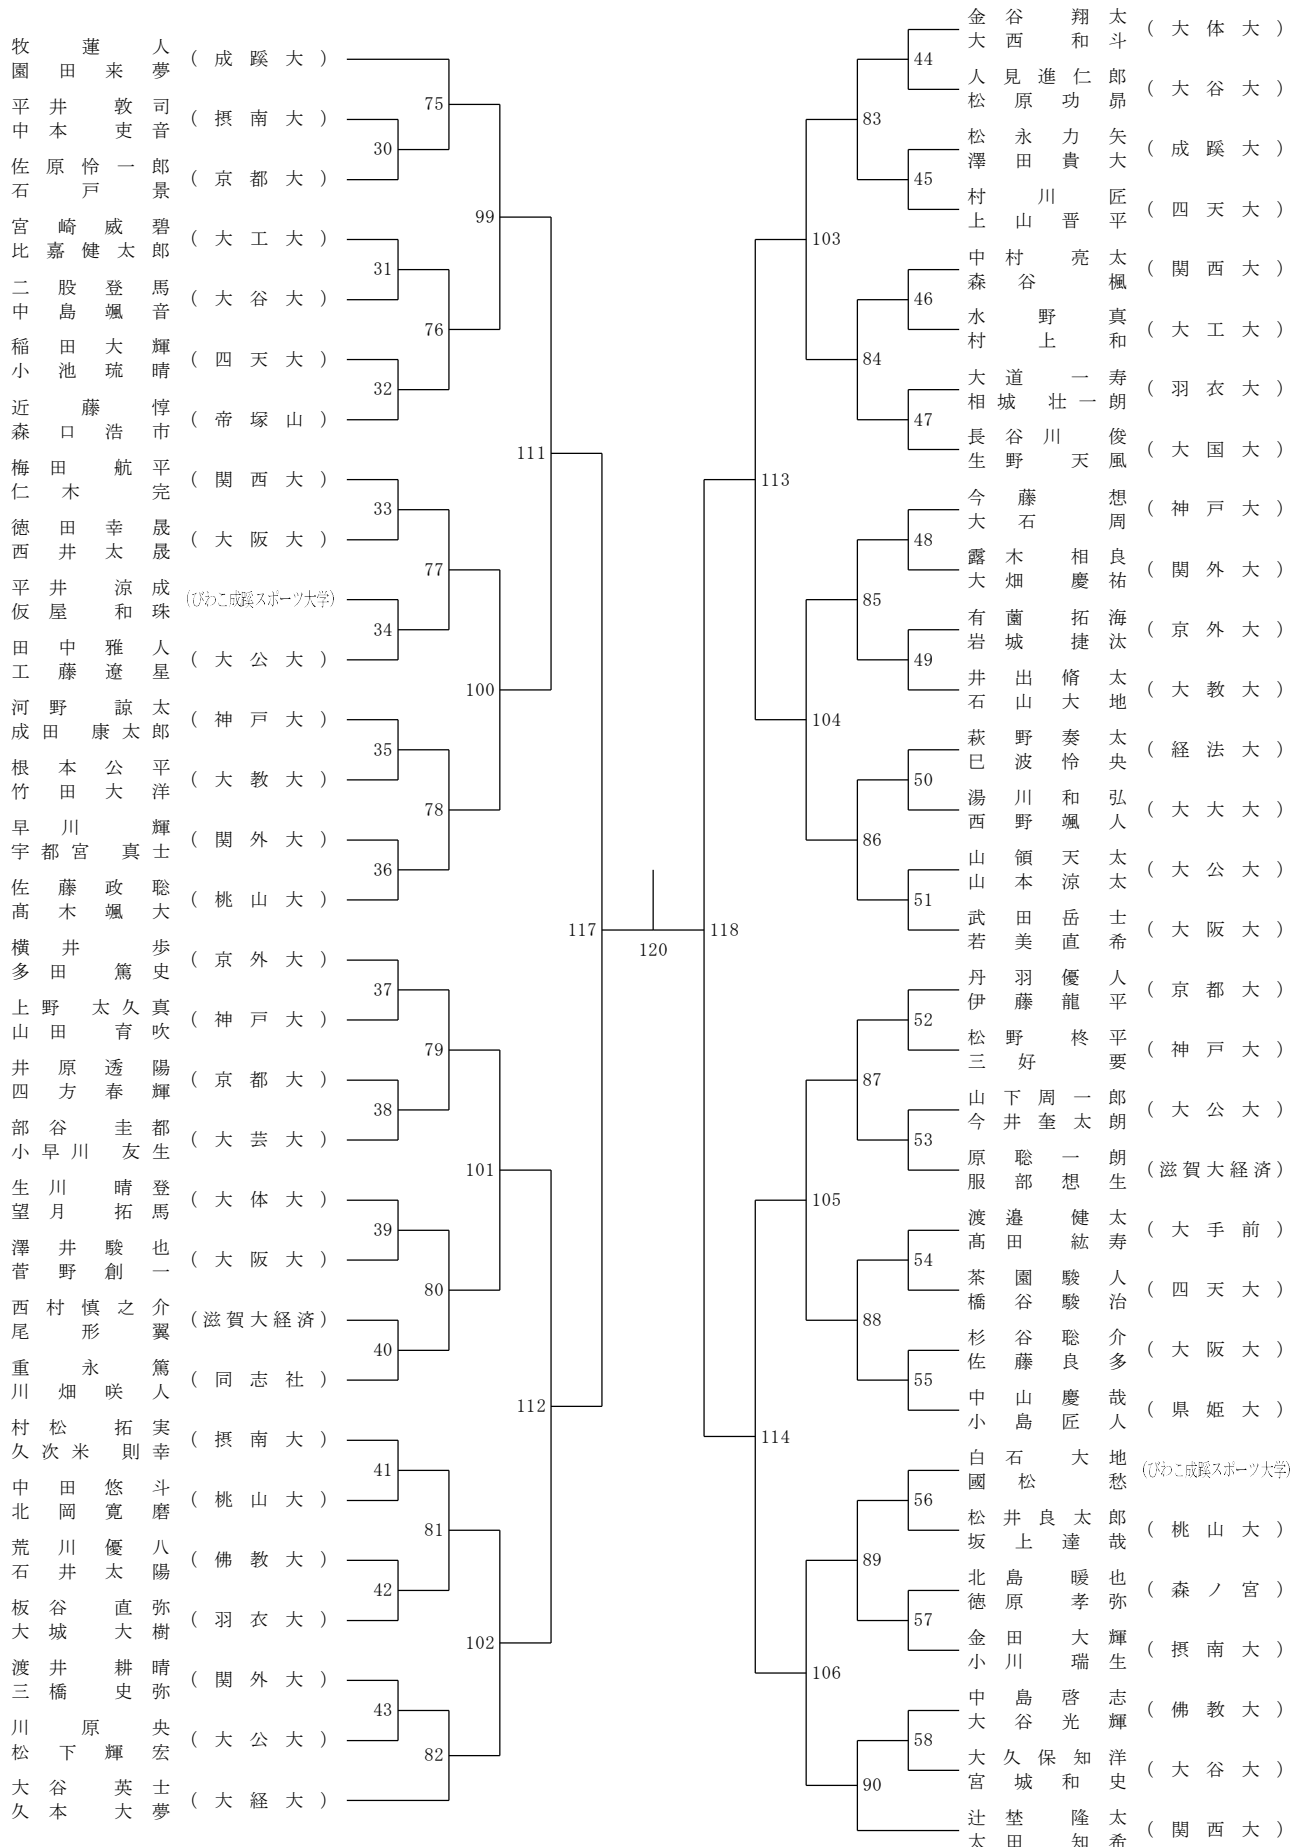 牧蓮人
園田来夢
(成蹊大)
平井敦司
中本吏音
(摂南大)
佐原怜一郎
石戸景
(京都大)
宮崎威碧
比嘉健太郎
(大工大)
二股登馬
中島颯音
(大谷大)
稲田大輝
小池琉晴
(四天大)
近藤惇
森口浩市
(帝塚山)
梅田航平
仁木完
(関西大)
徳田幸晟
西井太晟
(大阪大)
平井涼成
仮屋和珠
(びわこ成蹊スポーツ大学)
田中雅人
工藤遼星
(大公大)
河野諒太
成田康太郎
(神戸大)
根本公平
竹田大洋
(大教大)
早川輝
宇都宮真士
(関外大)
佐藤政聡
髙木颯大
(桃山大)
横井歩
多田篤史
(京外大)
上野太久真
山田育吹
(神戸大)
井原透陽
四方春輝
(京都大)
部谷圭都
小早川友生
(大芸大)
生川晴登
望月拓馬
(大体大)
澤井駿也
菅野創一
(大阪大)
西村慎之介
尾形翼
(滋賀大経済)
重永篤
川畑咲人
(同志社)
村松拓実
久次米則幸
(摂南大)
中田悠斗
北岡寛磨
(桃山大)
荒川優八
石井太陽
(佛教大)
板谷直弥
大城大樹
(羽衣大)
渡井耕晴
三橋史弥
(関外大)
川原央
松下輝宏
(大公大)
大谷英士
久本大夢
(大経大)
30
31
32
33
34
35
36
37
38
39
40
41
42
43
75
76
77
78
79
80
81
82
99
100
101
102
111
112
117
120
118
113
114
103
104
105
106
83
84
85
86
87
88
89
90
44
45
46
47
48
49
50
51
52
53
54
55
56
57
58
金谷翔太
大西和斗
(大体大)
人見進仁郎
松原功昴
(大谷大)
松永力矢
澤田貴大
(成蹊大)
村川匠
上山晋平
(四天大)
中村亮太
森谷楓
(関西大)
水野真
村上和
(大工大)
大道一寿
相城壮一朗
(羽衣大)
長谷川俊
生野天風
(大国大)
今藤想
大石周
(神戸大)
露木相良
大畑慶祐
(関外大)
有薗拓海
岩城捷汰
(京外大)
井出脩太
石山大地
(大教大)
萩野奏太
巳波怜央
(経法大)
湯川和弘
西野颯人
(大大大)
山領天太
山本涼太
(大公大)
武田岳士
若美直希
(大阪大)
丹羽優人
伊藤龍平
(京都大)
松野柊平
三好要
(神戸大)
山下周一郎
今井奎太朗
(大公大)
原聡一朗
服部想生
(滋賀大経済)
渡邉健太
髙田紘寿
(大手前)
茶園駿人
橋谷駿治
(四天大)
杉谷聡介
佐藤良多
(大阪大)
中山慶哉
小島匠人
(県姫大)
白石大地
國松愁
(びわこ成蹊スポーツ大学)
松井良太郎
坂上達哉
(桃山大)
北島暖也
徳原孝弥
(森ノ宮)
金田大輝
小川瑞生
(摂南大)
中島啓志
大谷光輝
(佛教大)
大久保知洋
宮城和史
(大谷大)
辻埜隆太
太田知希
(関西大)